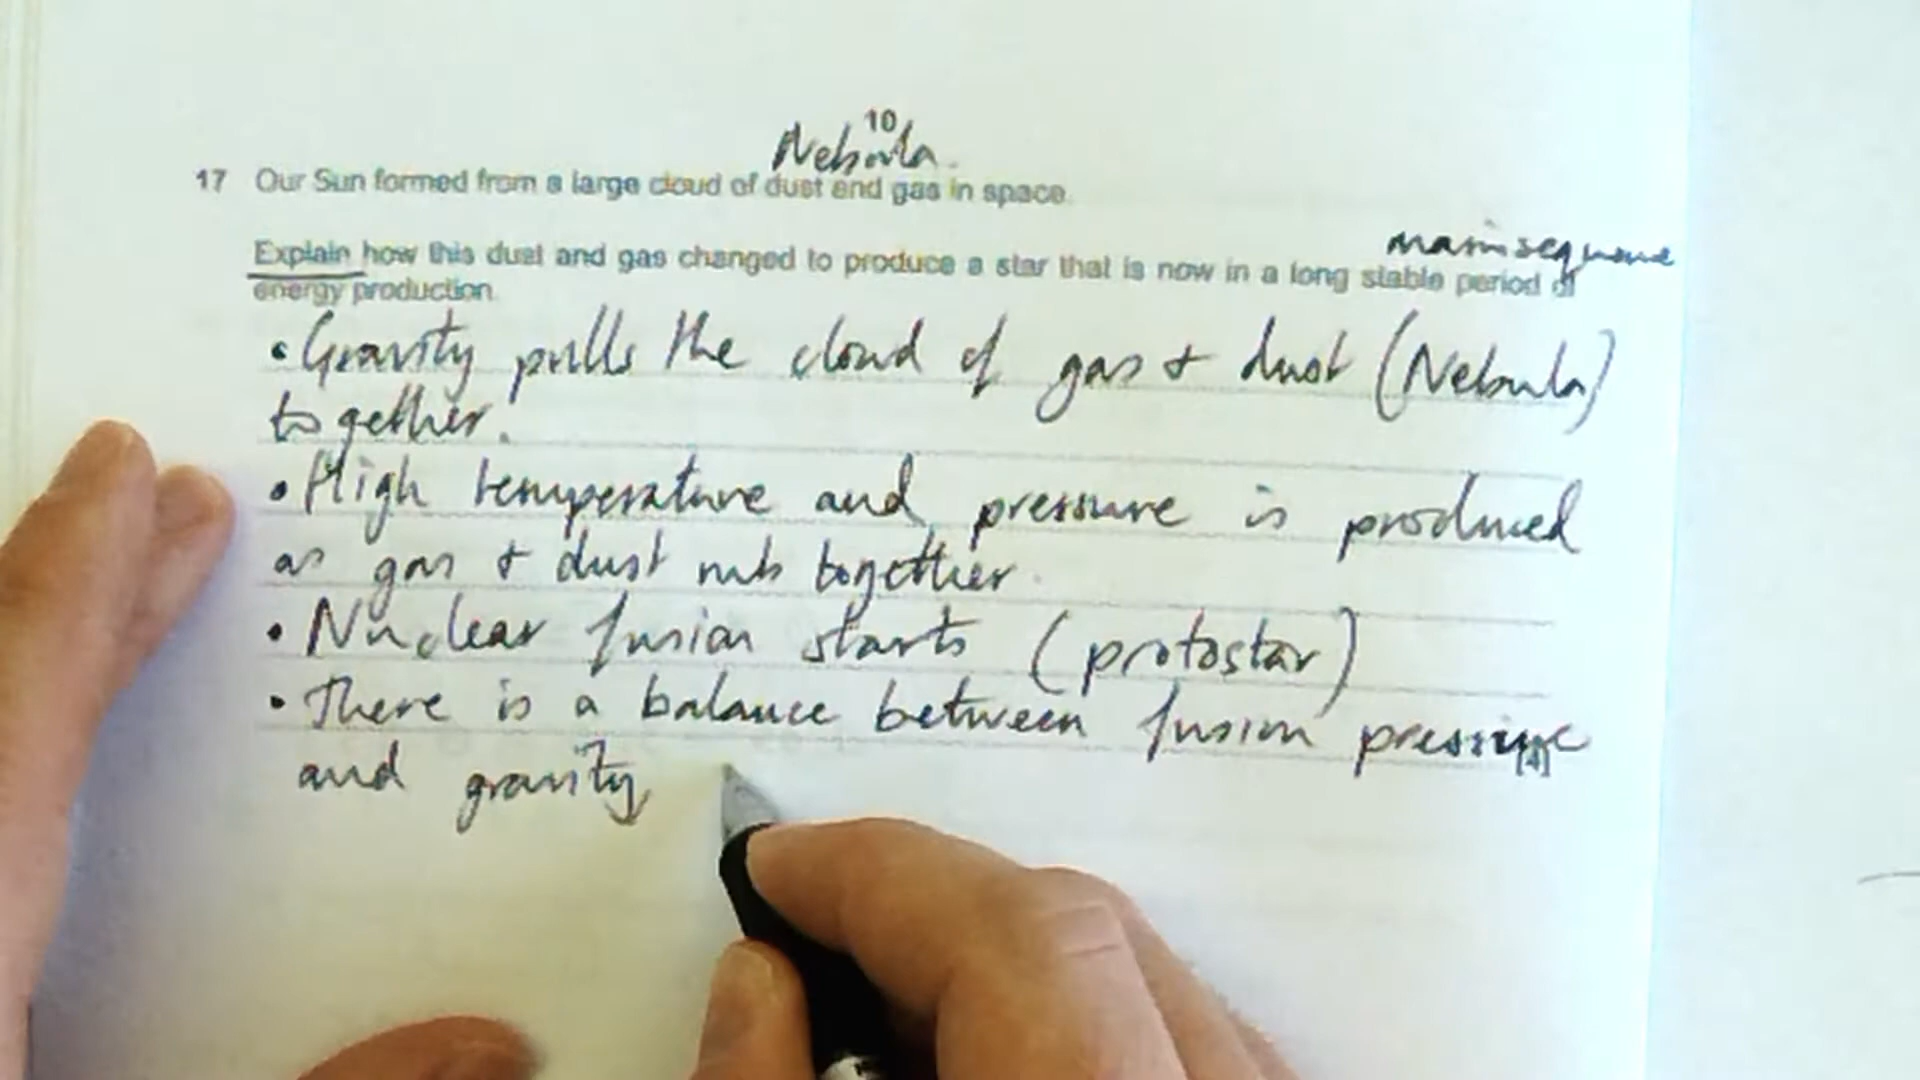 10
Nebula.
17 Our Sun formed from a large cloud of dust and gas in space.
main sequence
Explain how this dust and gas changed to produce a star that is now in a long stable period of
energy production.
• Gravity pulls the cloud of gas + dust (Nebula)
together.
• High temperature and pressure is produced
as gas + dust rub together.
• Nuclear fusion starts (protostar)
• There is a balance between fusion pressure
[4]
and gravity